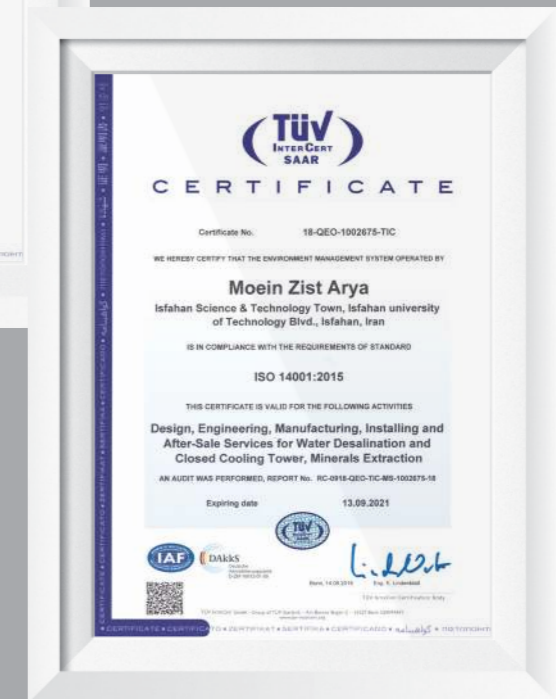 TÜV
INTERCERT
SAAR
CERTIFICATE
Certificate No. 18-QEO-1002675-TIC
WE HEREBY CERTIFY THAT THE ENVIRONMENT MANAGEMENT SYSTEM OPERATED BY
Moein Zist Arya
Isfahan Science & Technology Town, Isfahan university
of Technology Blvd., Isfahan, Iran
IS IN COMPLIANCE WITH THE REQUIREMENTS OF STANDARD
ISO 14001:2015
THIS CERTIFICATE IS VALID FOR THE FOLLOWING ACTIVITIES
Design, Engineering, Manufacturing, Installing and
After-Sale Services for Water Desalination and
Closed Cooling Tower, Minerals Extraction
AN AUDIT WAS PERFORMED, REPORT No. RC-0918-QEO-TIC-MS-1002675-18
Expiring date 13.09.2021
TÜV
IAF
DAkkS
Deutsche
Akkreditierungsstelle